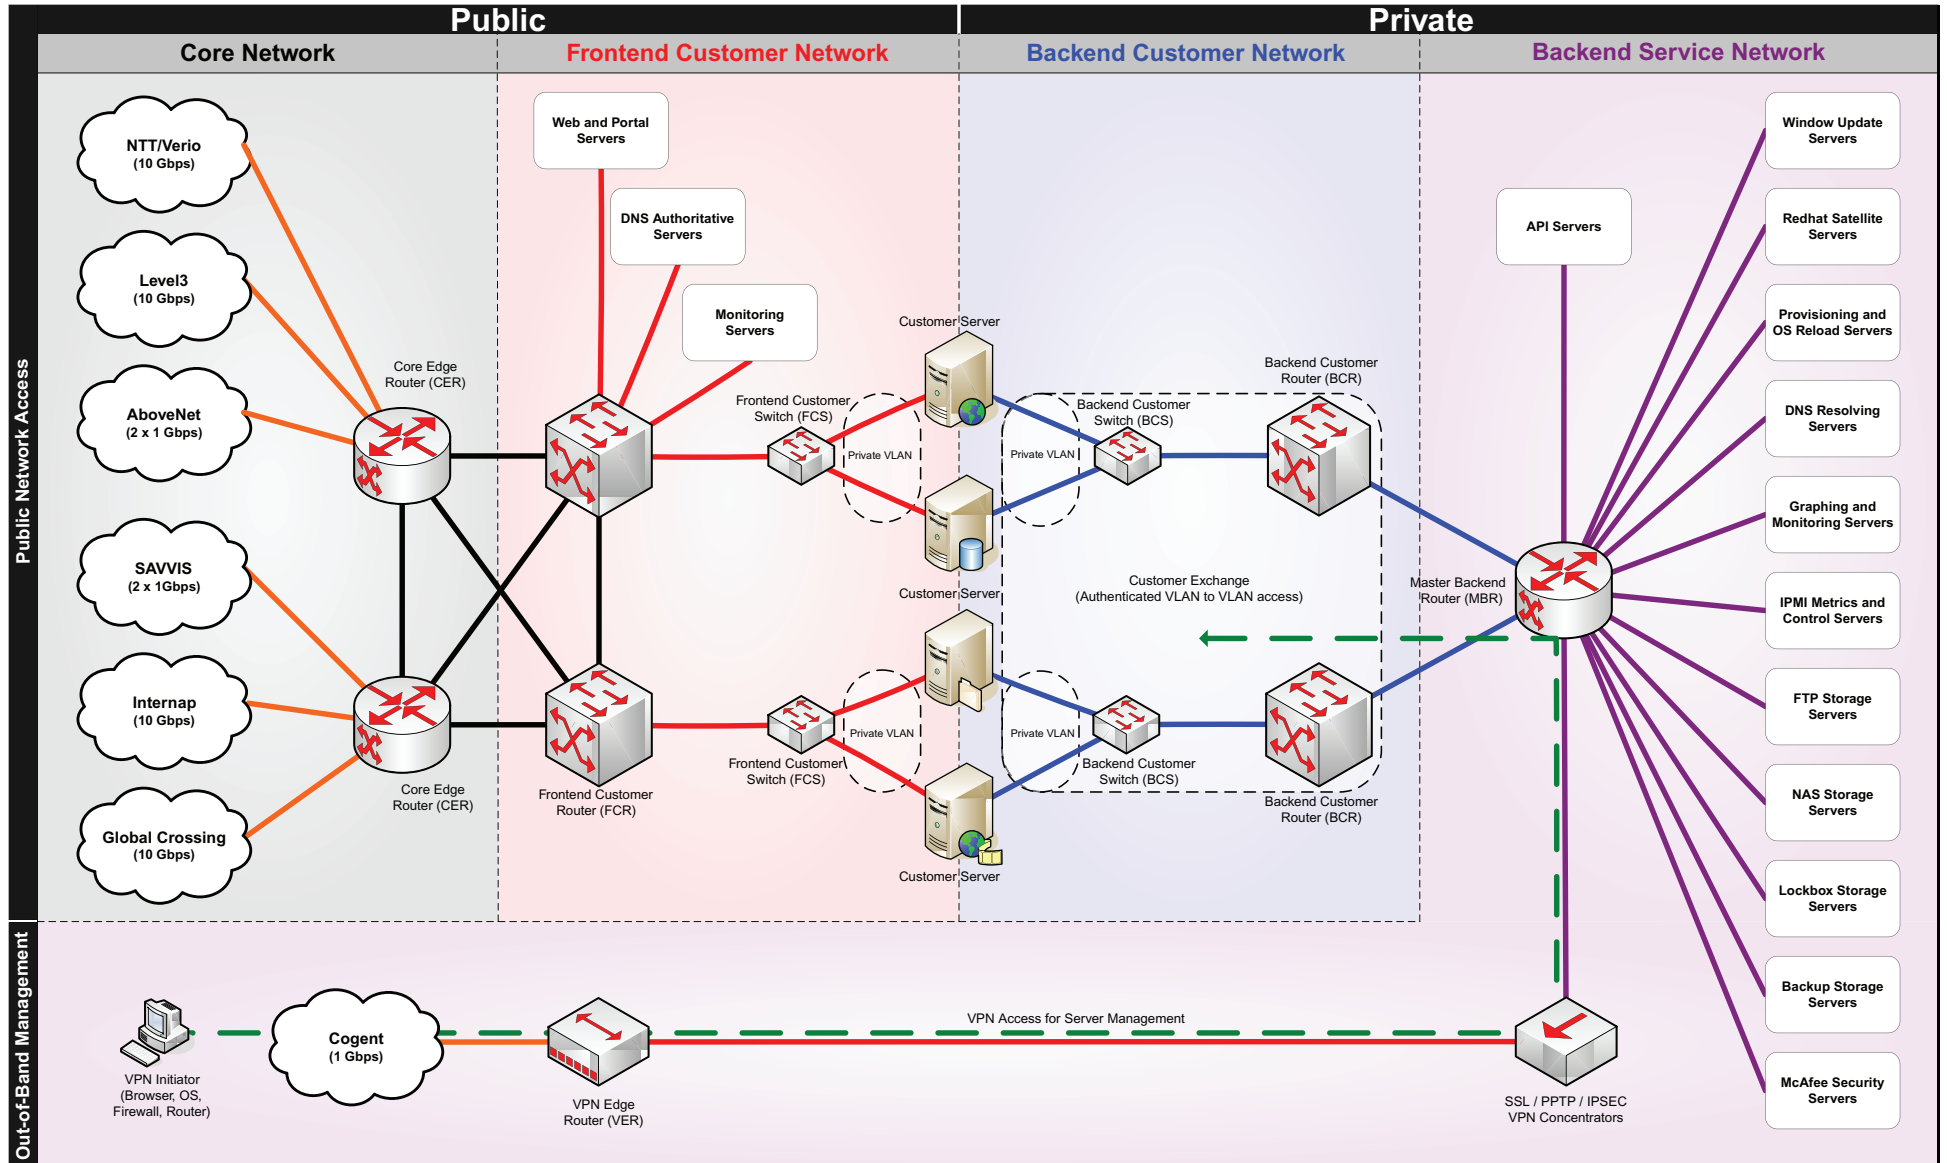 Public
Private
Core Network
Frontend Customer Network
Backend Customer Network
Backend Service Network
Public Network Access
NTT/Verio
(10 Gbps)
Level3
(10 Gbps)
AboveNet
(2 x 1 Gbps)
SAVVIS
(2 x 1Gbps)
Internap
(10 Gbps)
Global Crossing
(10 Gbps)
Core Edge
Router (CER)
Core Edge
Router (CER)
Web and Portal
Servers
DNS Authoritative
Servers
Monitoring
Servers
Frontend Customer
Switch (FCS)
Private VLAN
Frontend Customer
Router (FCR)
Frontend Customer
Switch (FCS)
Private VLAN
Customer Server
Customer Server
Customer Server
Private VLAN
Backend Customer
Switch (BCS)
Backend Customer
Router (BCR)
Customer Exchange
(Authenticated VLAN to VLAN access)
Private VLAN
Backend Customer
Switch (BCS)
Backend Customer
Router (BCR)
API Servers
Master Backend
Router (MBR)
Window Update
Servers
Redhat Satellite
Servers
Provisioning and
OS Reload Servers
DNS Resolving
Servers
Graphing and
Monitoring Servers
IPMI Metrics and
Control Servers
FTP Storage
Servers
NAS Storage
Servers
Lockbox Storage
Servers
Backup Storage
Servers
McAfee Security
Servers
Out-of-Band Management
VPN Initiator
(Browser, OS,
Firewall, Router)
Cogent
(1 Gbps)
VPN Edge
Router (VER)
VPN Access for Server Management
SSL / PPTP / IPSEC
VPN Concentrators